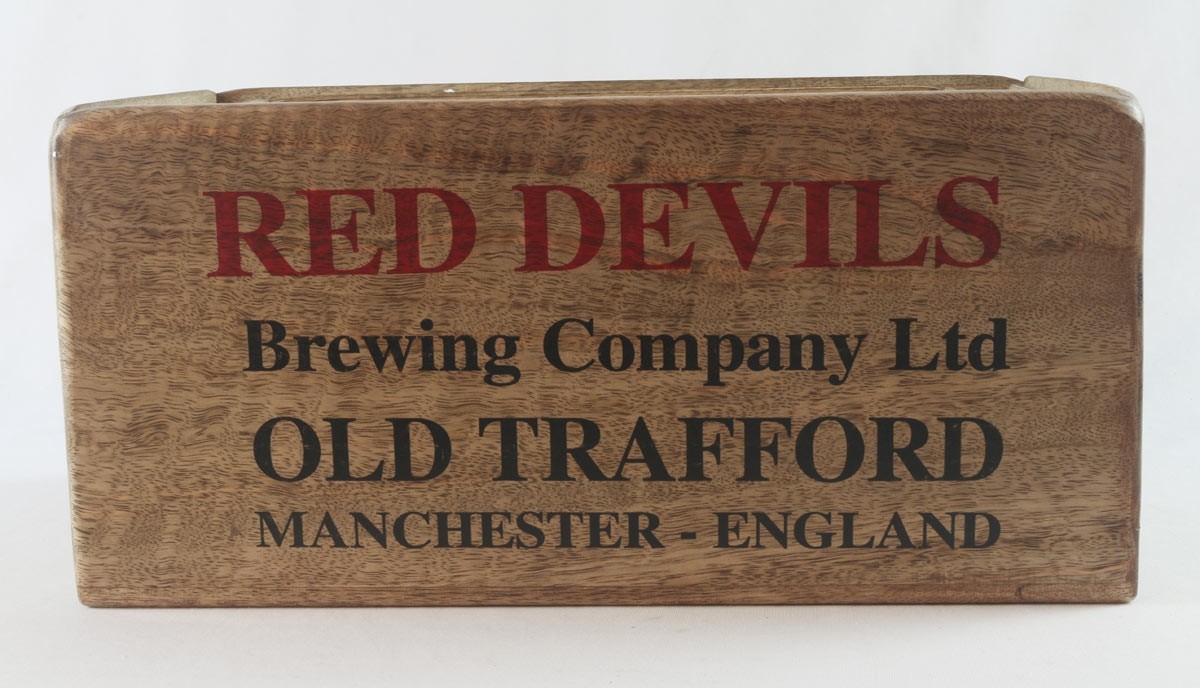 RED DEVILS
Brewing Company Ltd
OLD TRAFFORD
MANCHESTER - ENGLAND